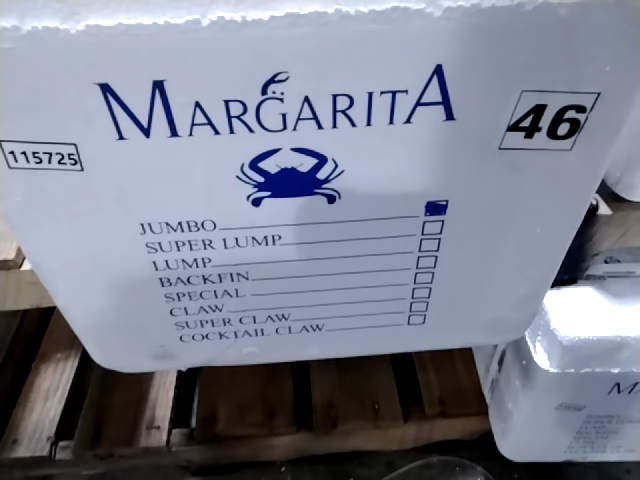 MARGARITA
46
115725
JUMBO
SUPER LUMP
LUMP
BACKFIN
SPECIAL
CLAW
SUPER CLAW
COCKTAIL CLAW